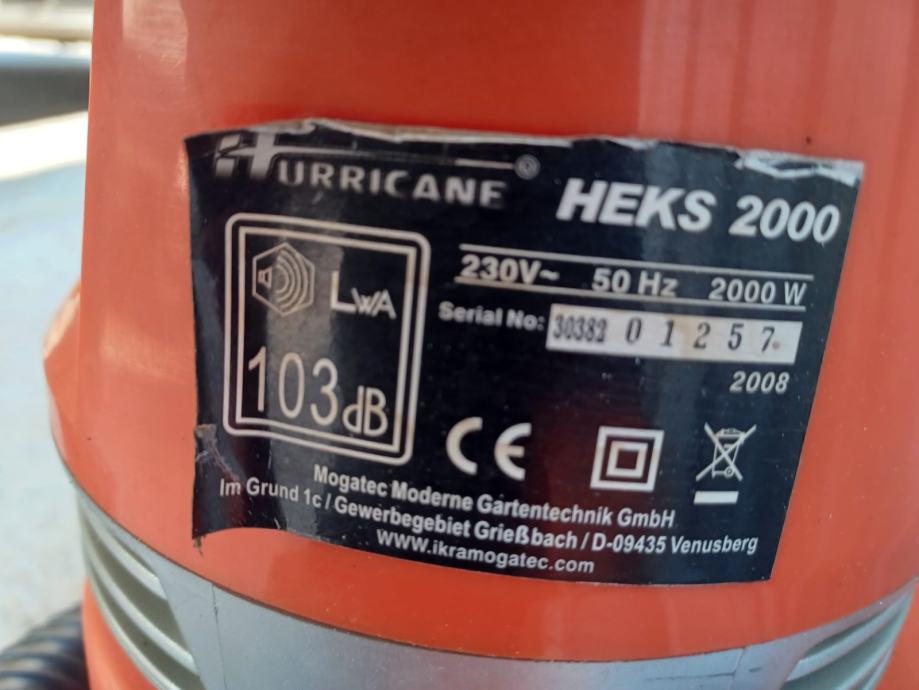 HURRICANE®
HEKS 2000
230V~ 50 Hz 2000 W
Serial No: 30382 0 1 2 5 7
2008
LWA
103dB
CE
Mogatec Moderne Gartentechnik GmbH
Im Grund 1c / Gewerbegebiet Grießbach / D-09435 Venusberg
www.ikramogatec.com